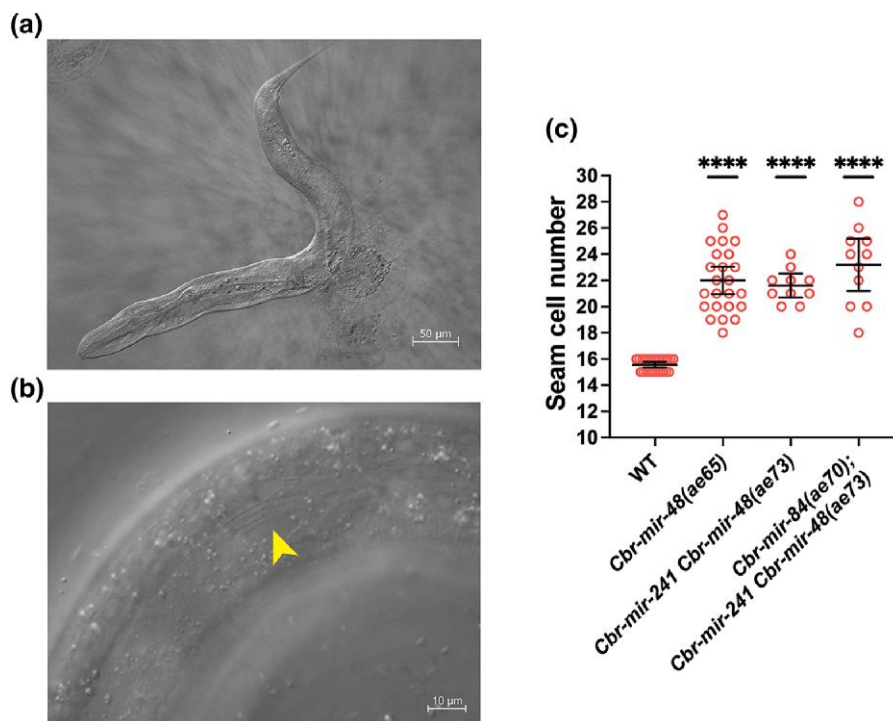 (a)
50 µm
(b)
10 µm
(c)
**** **** ****
Seam cell number
30
28
26
24
22
20
18
16
14
12
10
WT
Cbr-mir-48(ae65)
Cbr-mir-241 Cbr-mir-48(ae73)
Cbr-mir-84(ae70);
Cbr-mir-241 Cbr-mir-48(ae73)